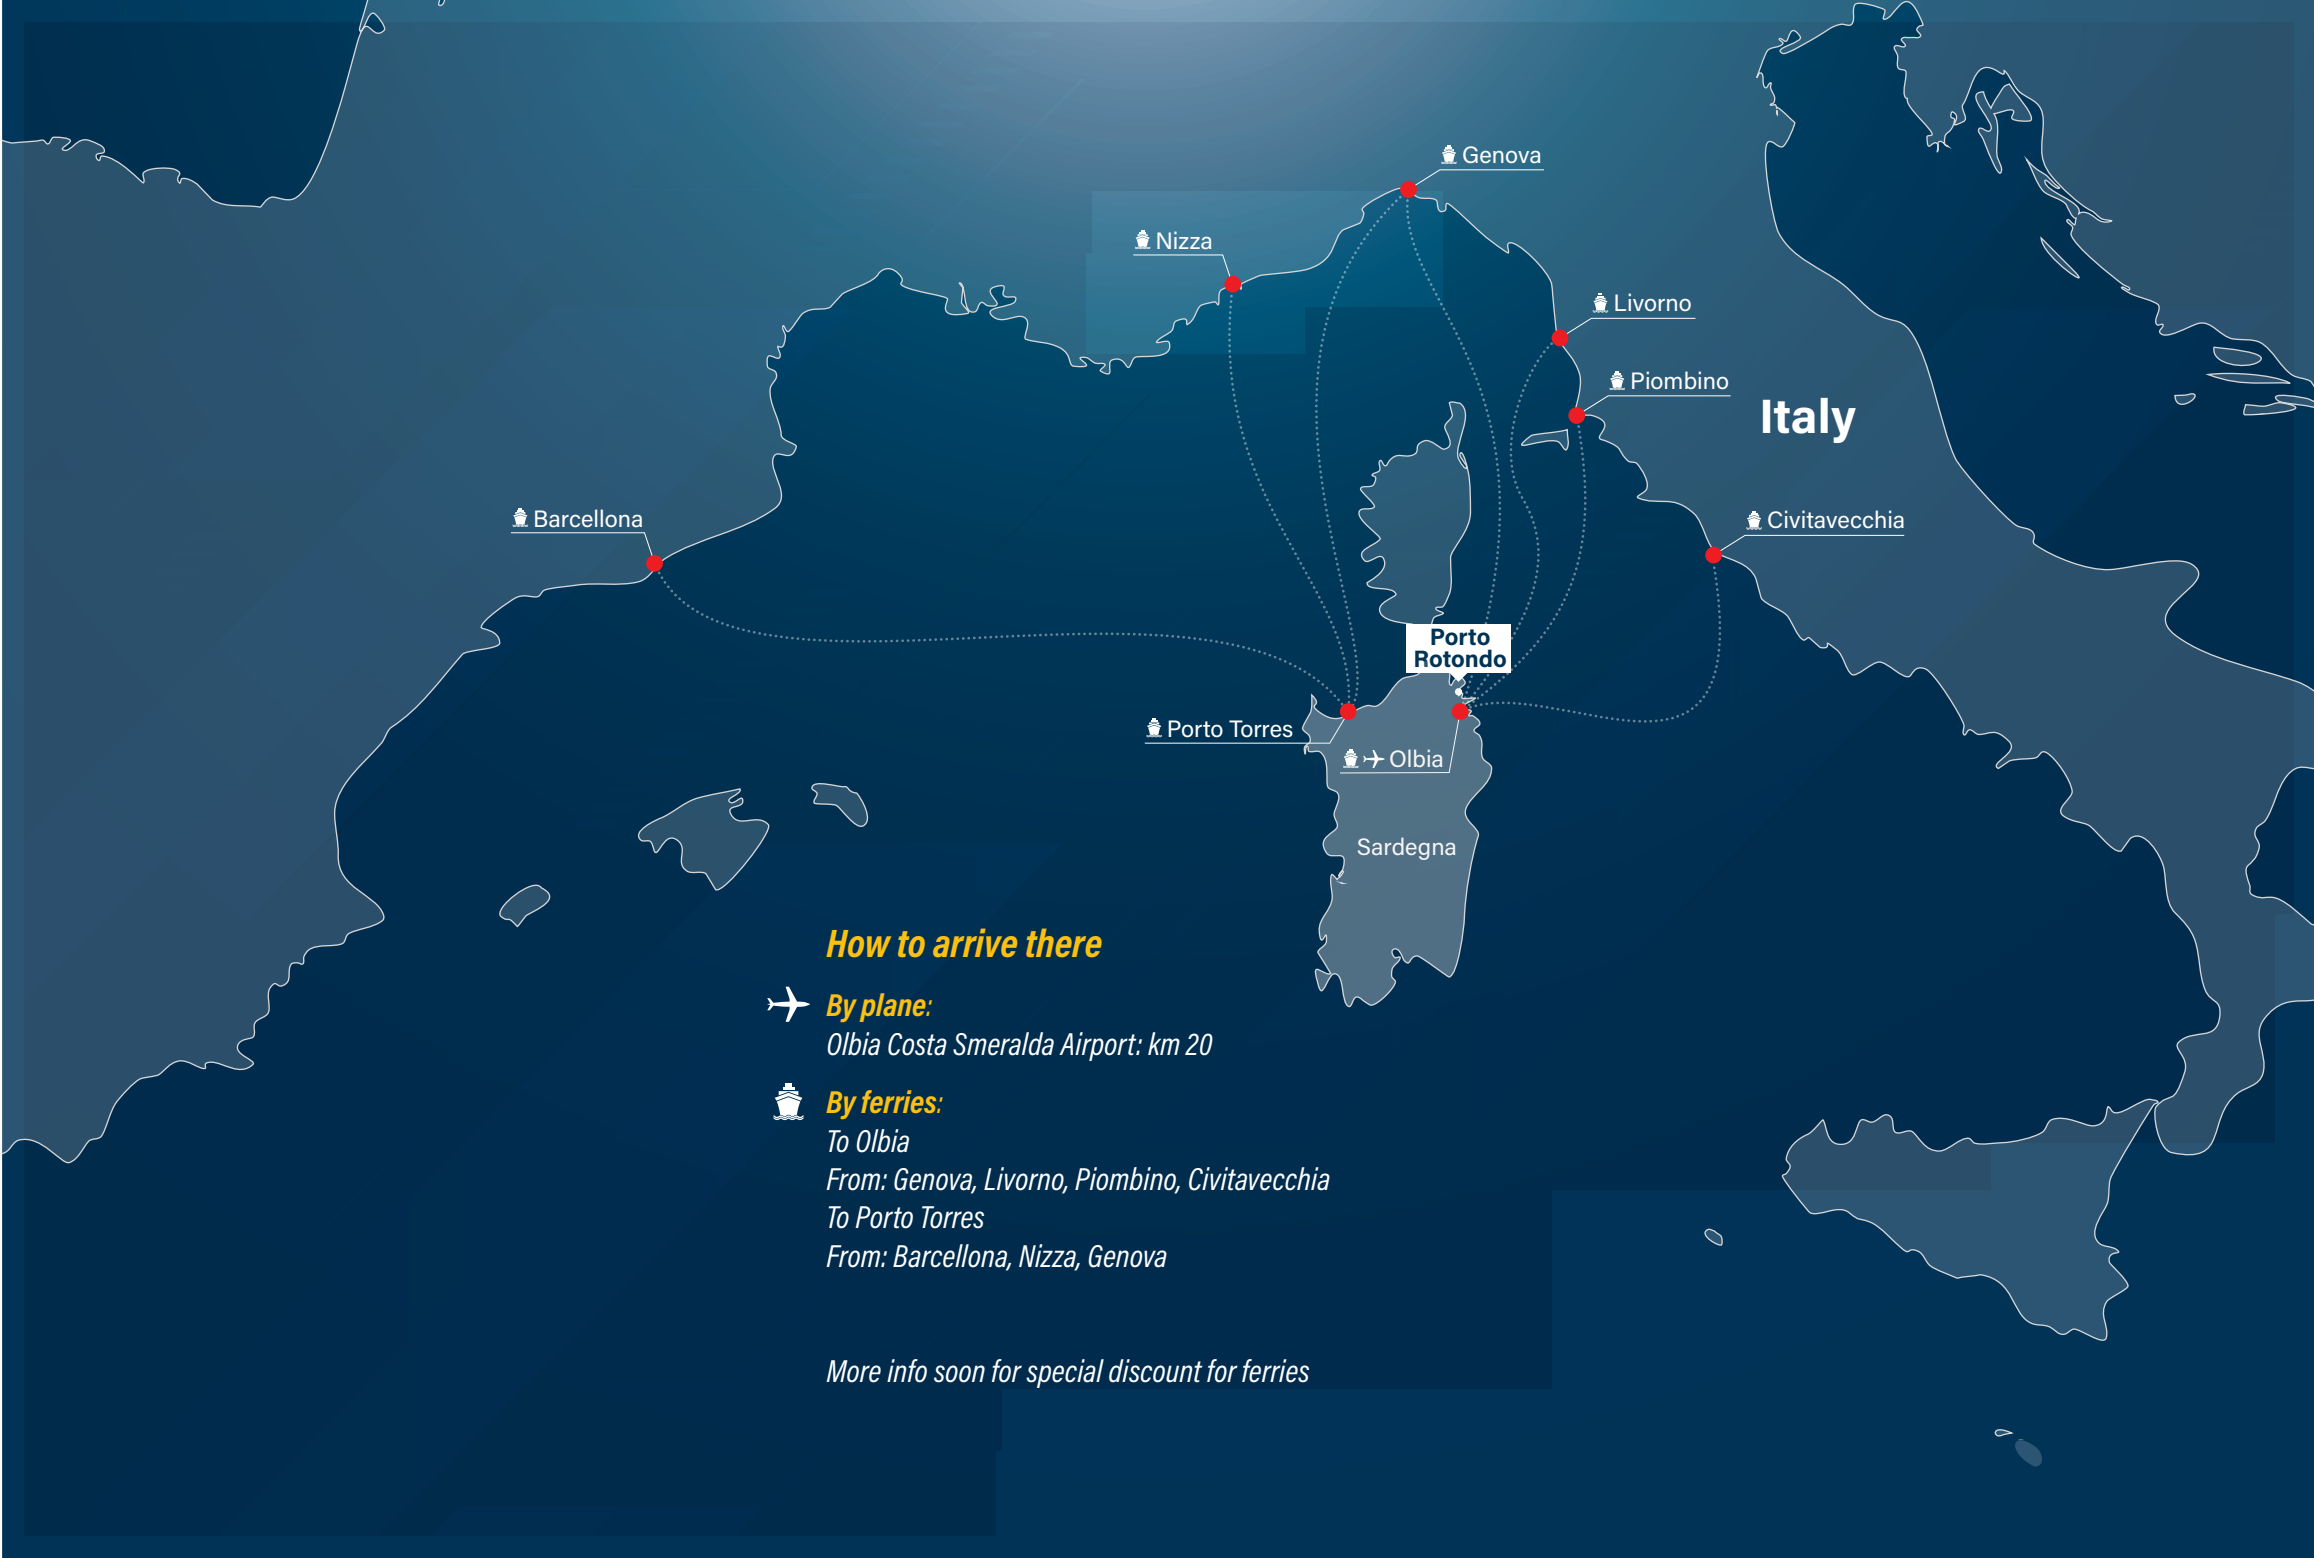 Genova
Nizza
Livorno
Piombino
Italy
Barcellona
Civitavecchia
Porto
Rotondo
Porto Torres
Olbia
Sardegna
How to arrive there
By plane:
Olbia Costa Smeralda Airport: km 20
By ferries:
To Olbia
From: Genova, Livorno, Piombino, Civitavecchia
To Porto Torres
From: Barcellona, Nizza, Genova
More info soon for special discount for ferries